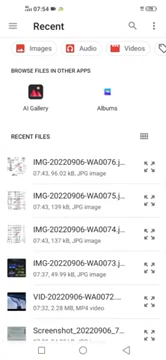 07:54
Recent
Images
Audio
Videos
BROWSE FILES IN OTHER APPS
AI Gallery
Albums
RECENT FILES
IMG-20220906-WA0076.j...
07:43, 96.02 kB, JPG image
IMG-20220906-WA0075.j...
07:43, 139 kB, JPG image
IMG-20220906-WA0074.j...
07:43, 137 kB, JPG image
IMG-20220906-WA0073.j...
07:37, 49.99 kB, JPG image
VID-20220906-WA0072....
07:32, 2.28 MB, MP4 video
Screenshot_20220906_7...